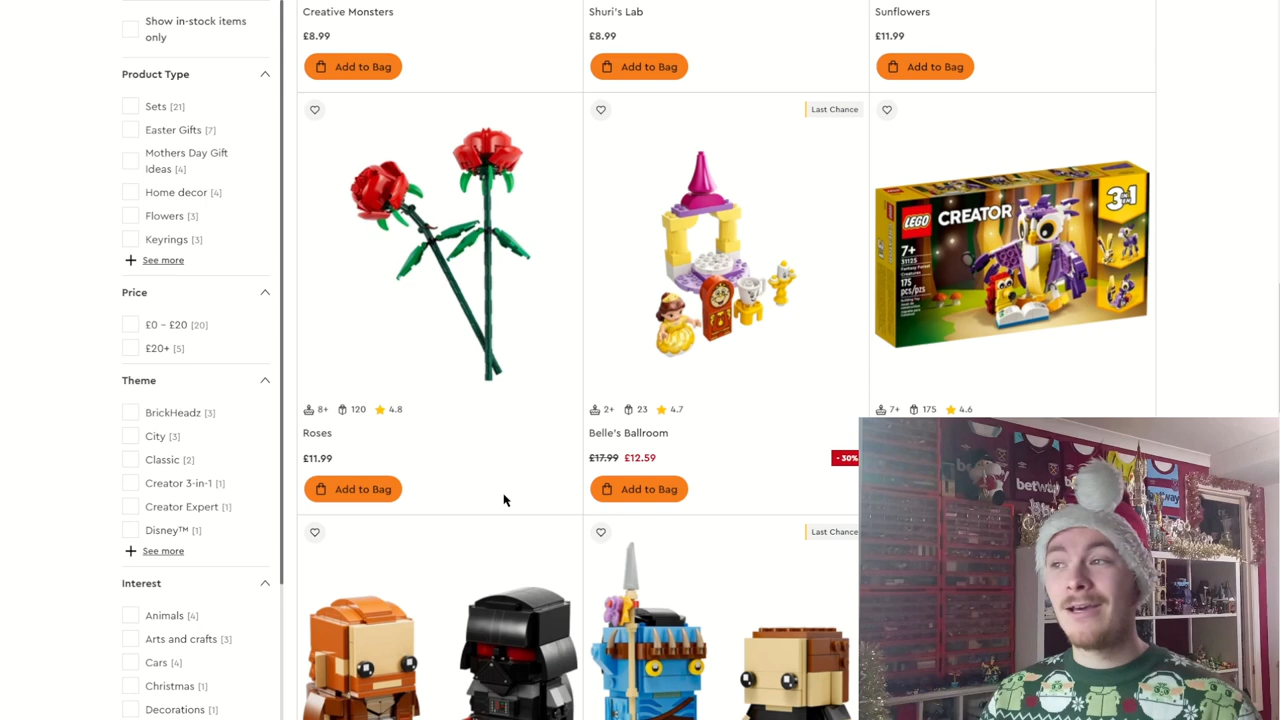 Show in-stock items
only
Product Type
Sets [21]
Easter Gifts [7]
Mothers Day Gift
Ideas [4]
Home decor [4]
Flowers [3]
Keyrings [3]
See more
Price
£0 – £20 [20]
£20+ [5]
Theme
BrickHeadz [3]
City [3]
Classic [2]
Creator 3-in-1 [1]
Creator Expert [1]
Disney™ [1]
See more
Interest
Animals [4]
Arts and crafts [3]
Cars [4]
Christmas [1]
Decorations [1]
Creative Monsters
£8.99
Add to Bag
Shuri's Lab
£8.99
Add to Bag
Sunflowers
£11.99
Add to Bag
8+ 120 4.8
Roses
£11.99
Add to Bag
Last Chance
2+ 23 4.7
Belle's Ballroom
£17.99 £12.59
- 30%
Add to Bag
LEGO CREATOR
3in1
7+
31125
Fantasy Forest
Creatures
175
pcs/pzs
7+ 175 4.6
Last Chance
betway
betway